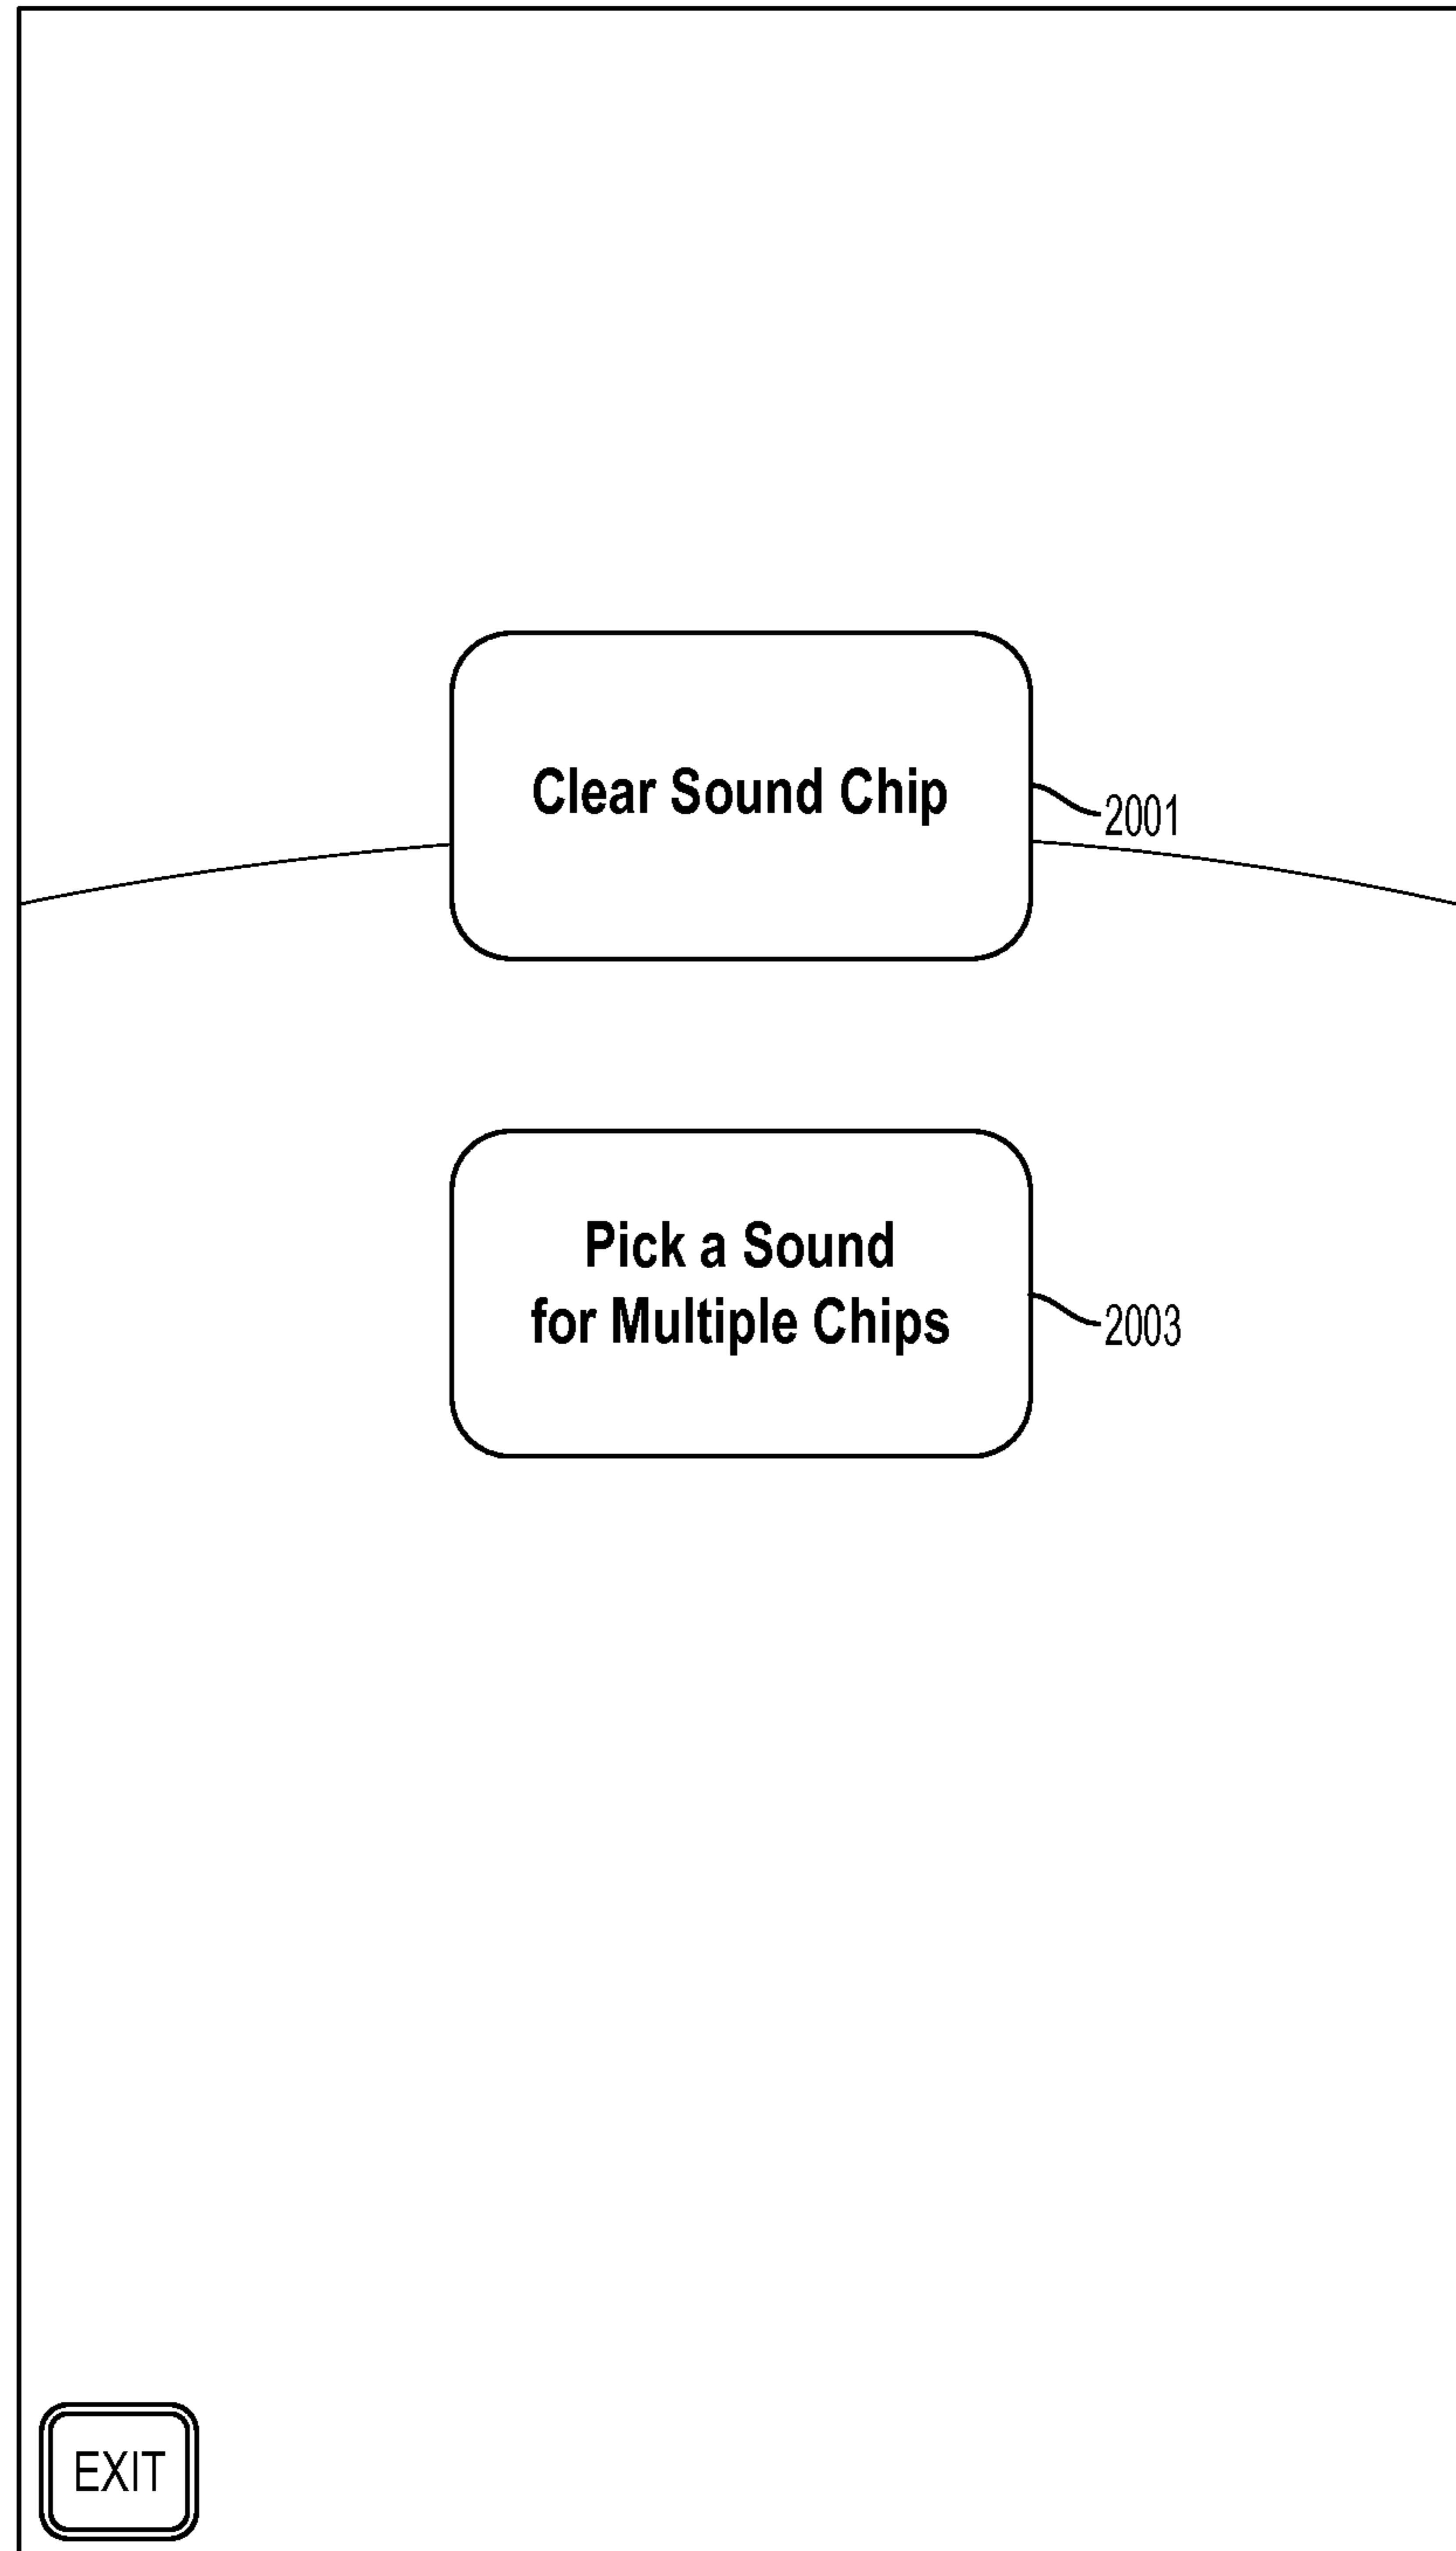 Clear Sound Chip
2001
Pick a Sound
for Multiple Chips
2003
EXIT